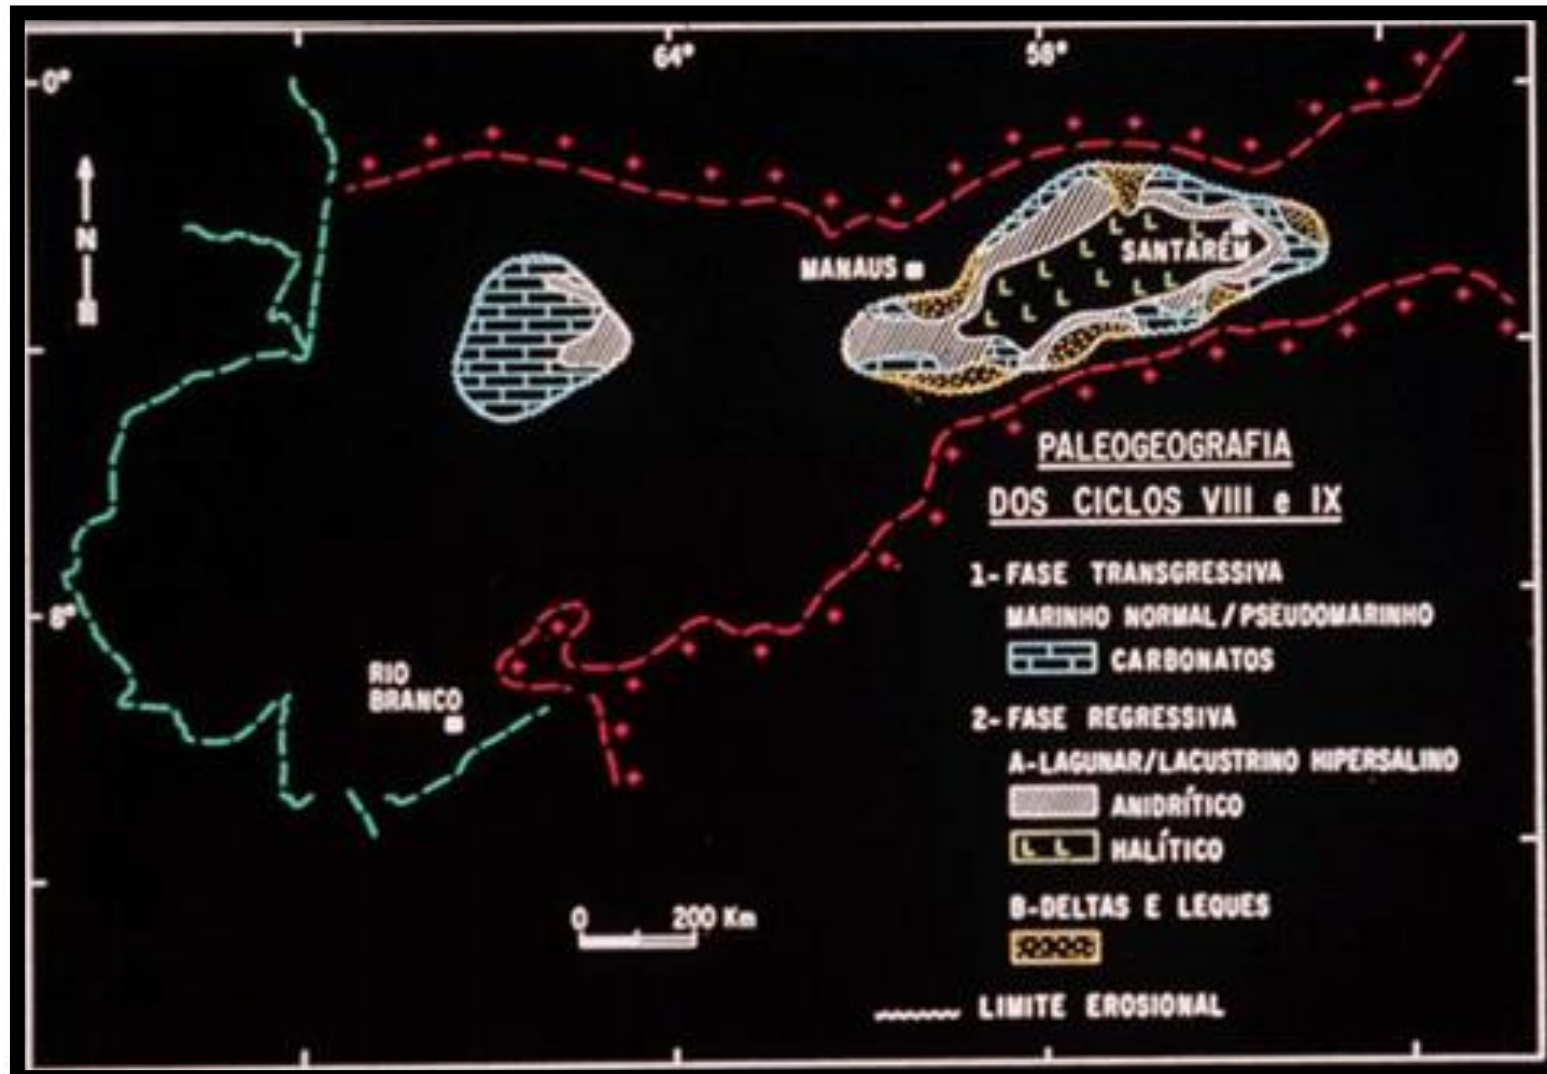 64°
58°
0°
N
MANAUS
SANTARÉM
8°
RIO
BRANCO
PALEOGEOGRAFIA
DOS CICLOS VIII e IX
1- FASE TRANSGRESSIVA
MARINHO NORMAL / PSEUDOMARINHO
CARBONATOS
2- FASE REGRESSIVA
A-LAGUNAR/LACUSTRINO HIPERSALINO
ANIDRÍTICO
L L HALÍTICO
B-DELTAS E LEQUES
0 200 Km
LIMITE EROSIONAL